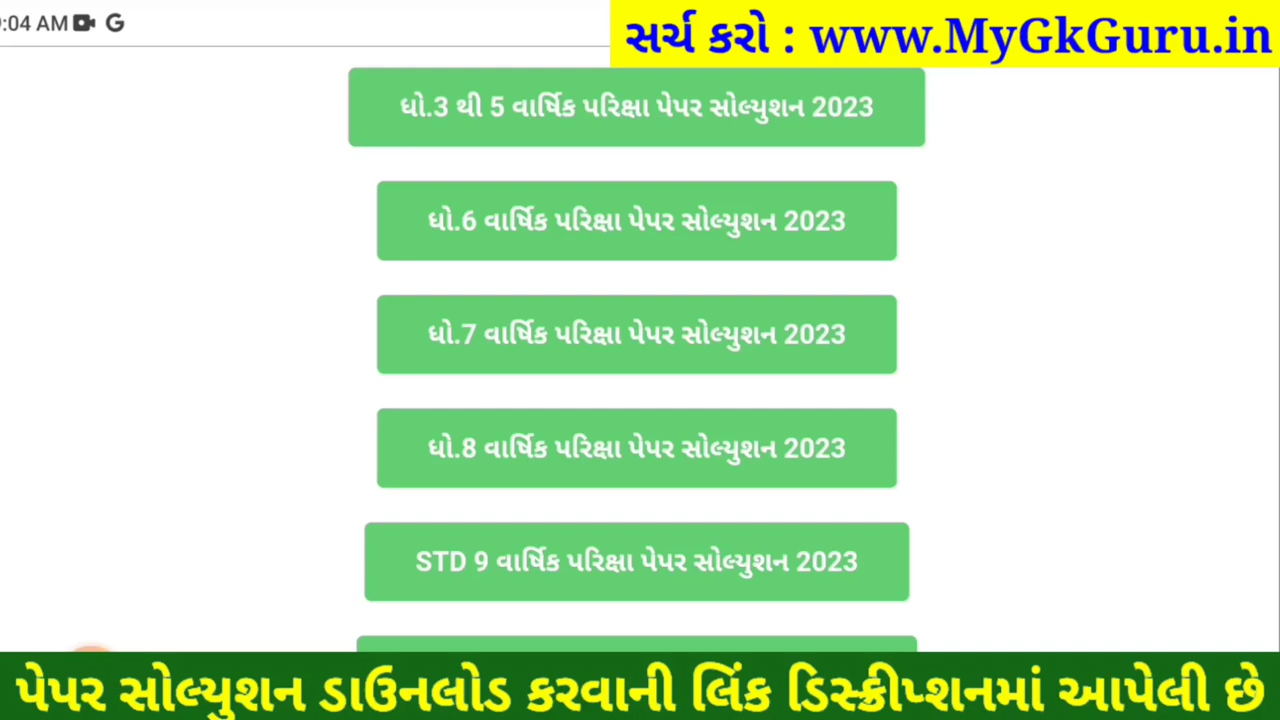 :04 AM G
સર્ચ કરો : www.MyGkGuru.in
ધો.3 થી 5 વાર્ષિક પરિક્ષા પેપર સોલ્યુશન 2023
ધો.6 વાર્ષિક પરિક્ષા પેપર સોલ્યુશન 2023
ધો.7 વાર્ષિક પરિક્ષા પેપર સોલ્યુશન 2023
ધો.8 વાર્ષિક પરિક્ષા પેપર સોલ્યુશન 2023
STD 9 વાર્ષિક પરિક્ષા પેપર સોલ્યુશન 2023
પેપર સોલ્યુશન ડાઉનલોડ કરવાની લિંક ડિસ્ક્રીપ્શનમાં આપેલી છે